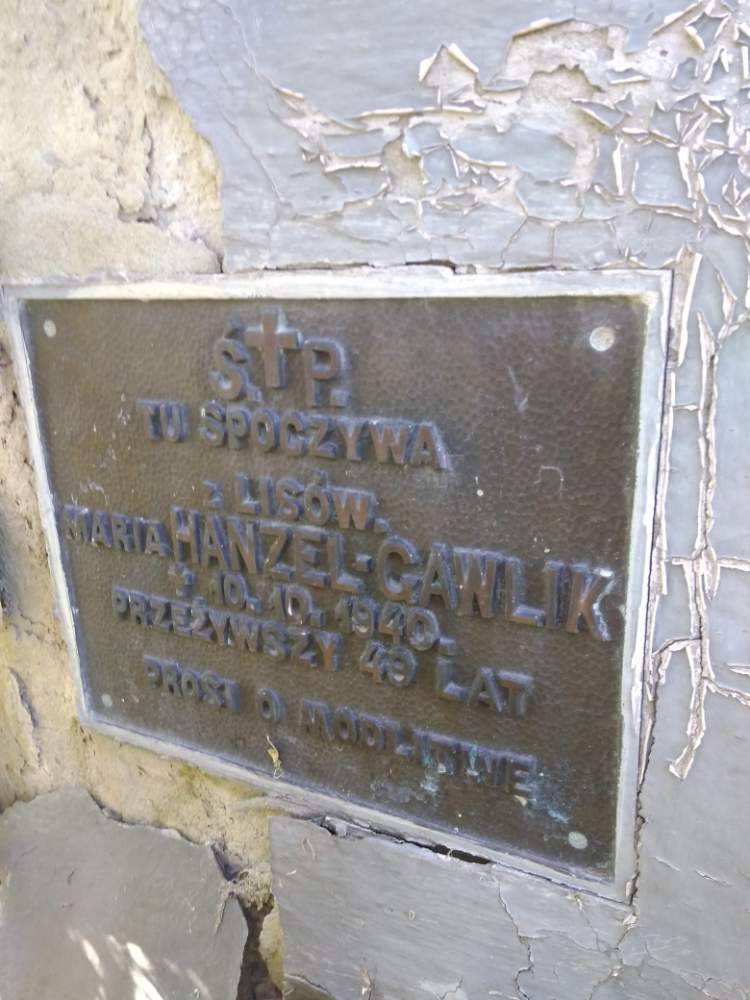 Ś.✝P.
TU SPOCZYWA
z LISÓW.
MARIA HANZEL-GAWLIK
† 10.10.1940.
PRZEŻYWSZY 49 LAT
PROSI O MODLITWĘ